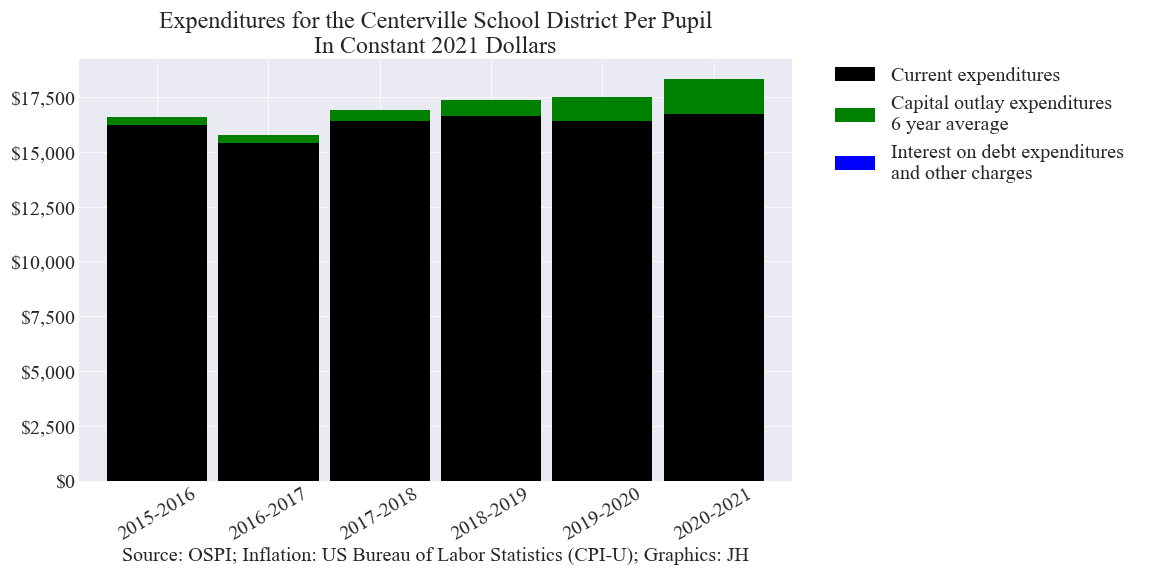 Expenditures for the Centerville School District Per Pupil
In Constant 2021 Dollars
$17,500
$15,000
$12,500
$10,000
$7,500
$5,000
$2,500
$0
2015-2016
2016-2017
2017-2018
2018-2019
2019-2020
2020-2021
Source: OSPI; Inflation: US Bureau of Labor Statistics (CPI-U); Graphics: JH
Current expenditures
Capital outlay expenditures
6 year average
Interest on debt expenditures
and other charges